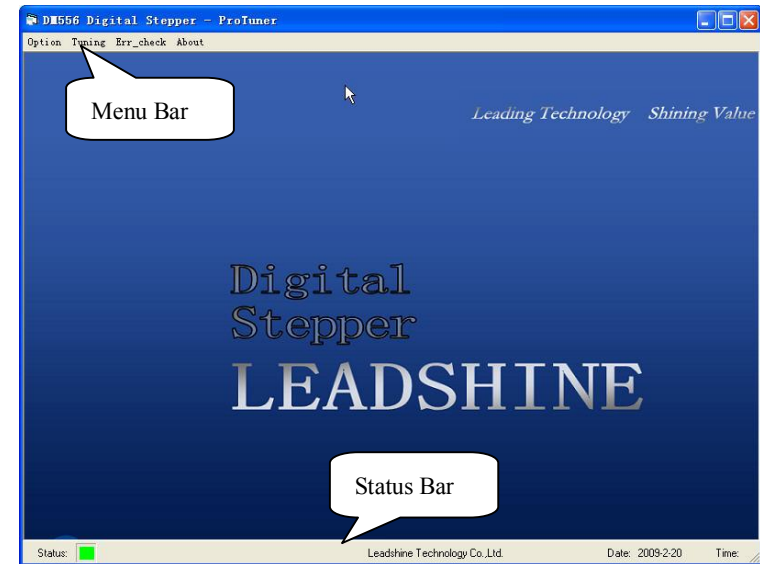 DM556 Digital Stepper - ProTuner
Option Tuning Err_check About
Menu Bar
Leading Technology Shining Value
Digital
Stepper
LEADSHINE
Status Bar
Status: Leadshine Technology Co.,Ltd. Date: 2009-2-20 Time: